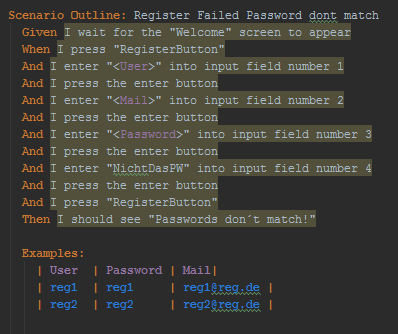 Scenario Outline: Register Failed Password dont match
Given I wait for the "Welcome" screen to appear
When I press "RegisterButton"
And I enter "<User>" into input field number 1
And I press the enter button
And I enter "<Mail>" into input field number 2
And I press the enter button
And I enter "<Password>" into input field number 3
And I press the enter button
And I enter "NichtDasPW" into input field number 4
And I press the enter button
And I press "RegisterButton"
Then I should see "Passwords don´t match!"
Examples:
| User | Password | Mail|
| reg1 | reg1 | reg1@reg.de |
| reg2 | reg2 | reg2@reg.de |